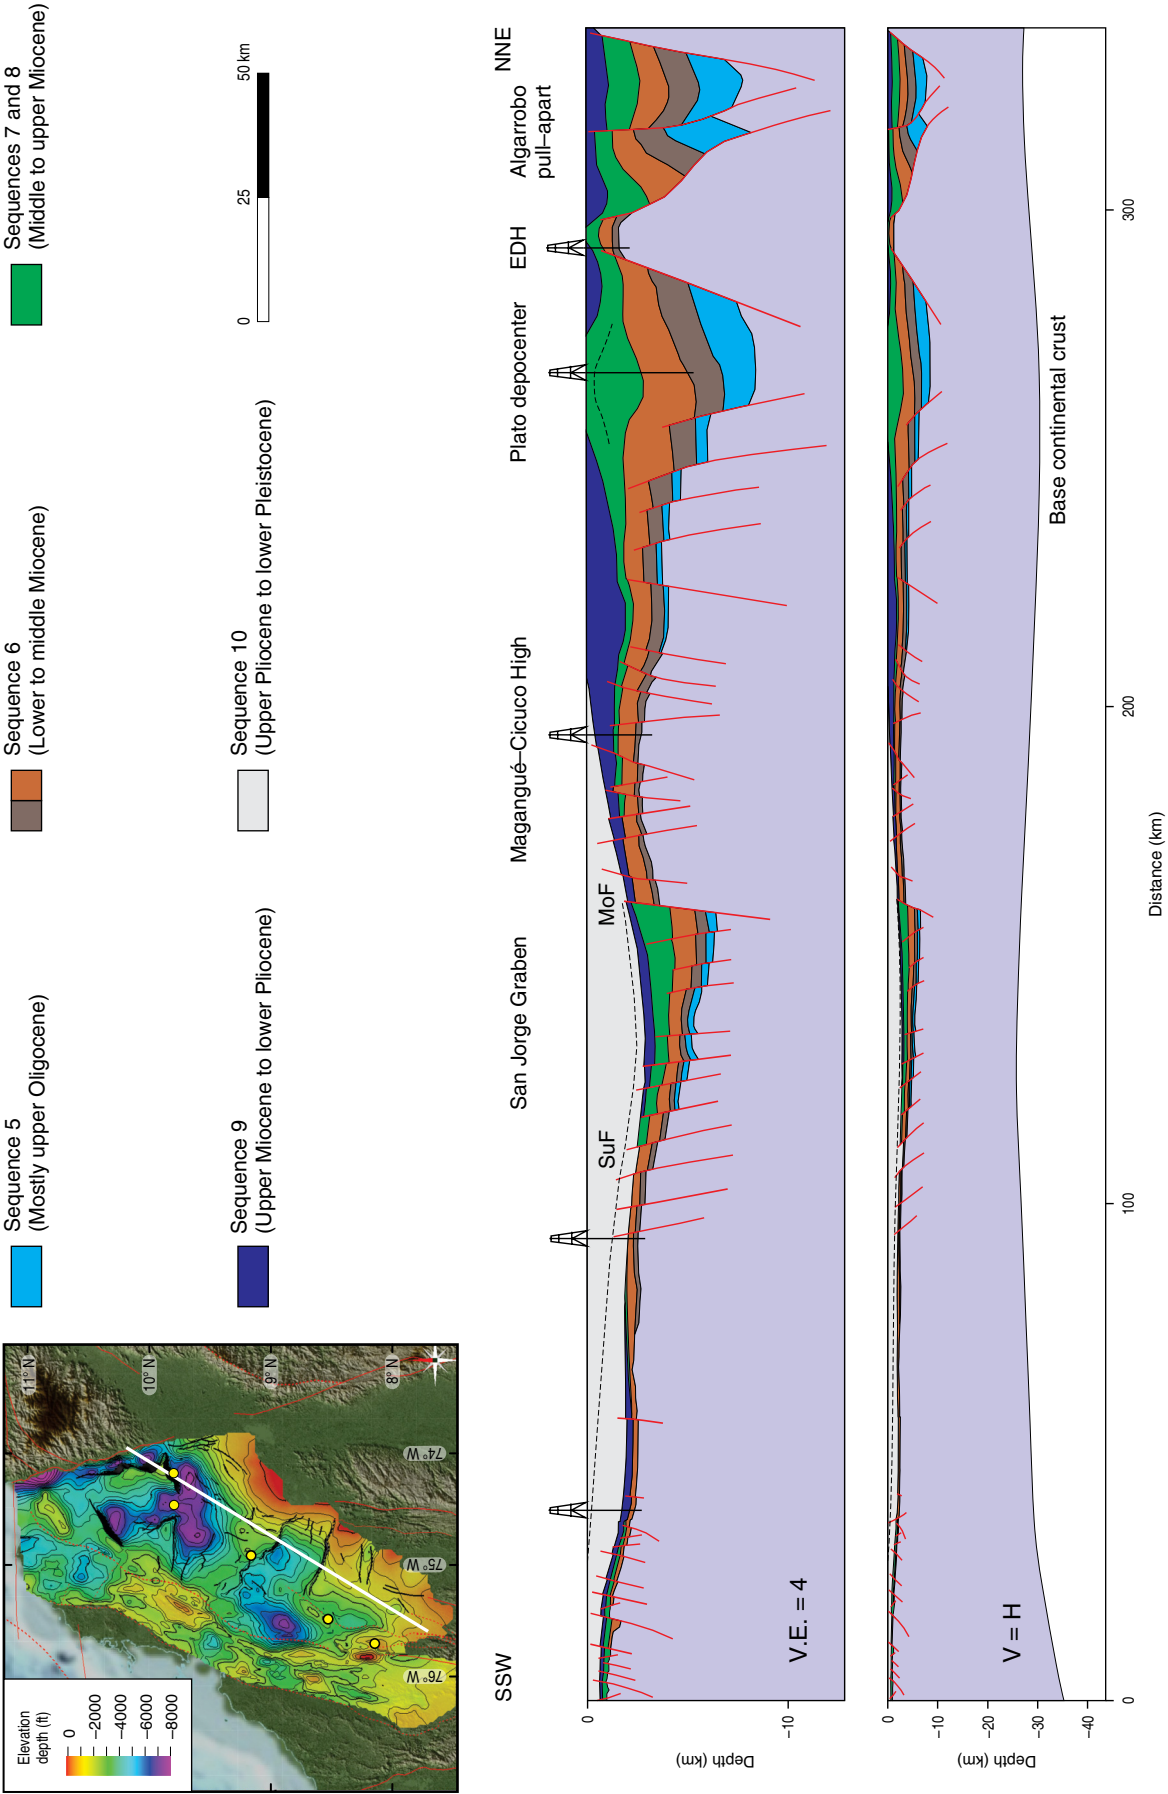 Elevation
depth (ft)
0
−2000
−4000
−6000
−8000
11° N
10° N
9° N
8° N
76° W
75° W
74° W
Sequence 5
(Mostly upper Oligocene)
Sequence 6
(Lower to middle Miocene)
Sequences 7 and 8
(Middle to upper Miocene)
Sequence 9
(Upper Miocene to lower Pliocene)
Sequence 10
(Upper Pliocene to lower Pleistocene)
0
25
50 km
SSW
San Jorge Graben
Magangué–Cicuco High
Plato depocenter
EDH
Algarrobo
pull–apart
NNE
SuF
MoF
0
−10
Depth (km)
V.E. = 4
0
−10
−20
−30
−40
Depth (km)
V = H
Base continental crust
0
100
200
300
Distance (km)